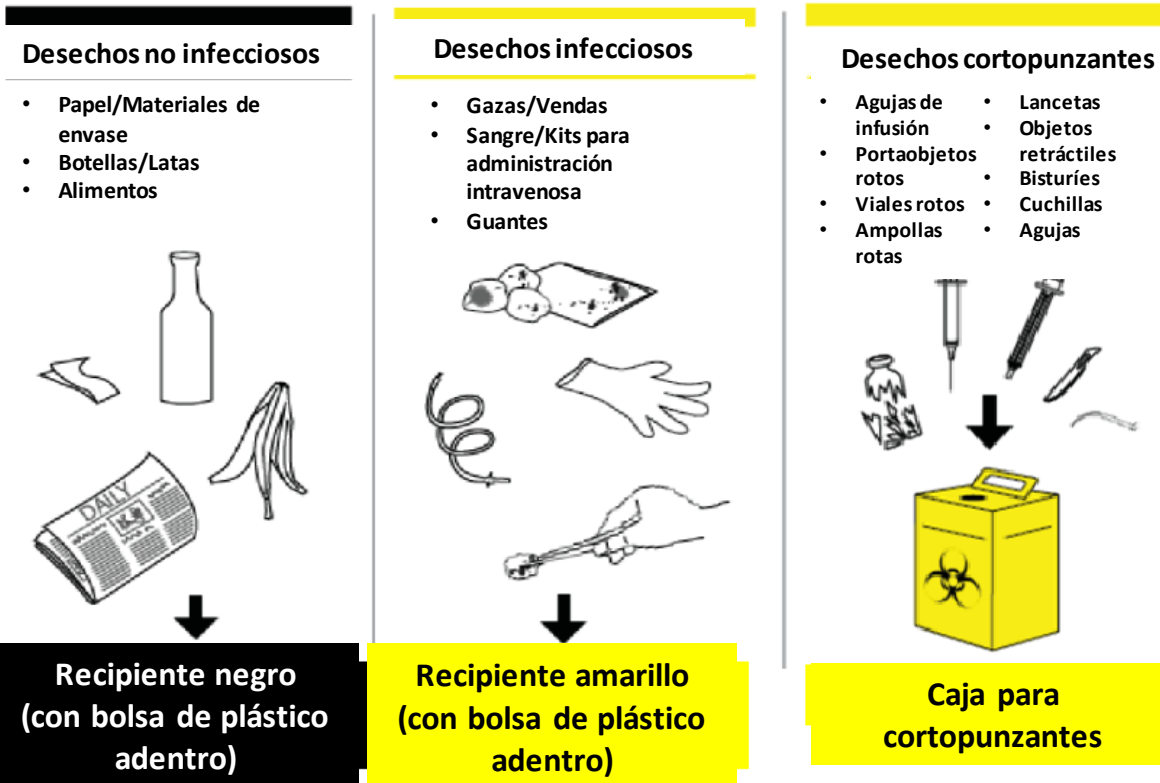 Desechos no infecciosos
• Papel/Materiales de
envase
• Botellas/Latas
• Alimentos
DAILY
Recipiente negro
(con bolsa de plástico
adentro)
Desechos infecciosos
• Gazas/Vendas
• Sangre/Kits para
administración
intravenosa
• Guantes
Recipiente amarillo
(con bolsa de plástico
adentro)
Desechos cortopunzantes
• Agujas de
infusión
• Portaobjetos
rotos
• Viales rotos
• Ampollas
rotas
• Lancetas
• Objetos
retráctiles
• Bisturíes
• Cuchillas
• Agujas
Caja para
cortopunzantes